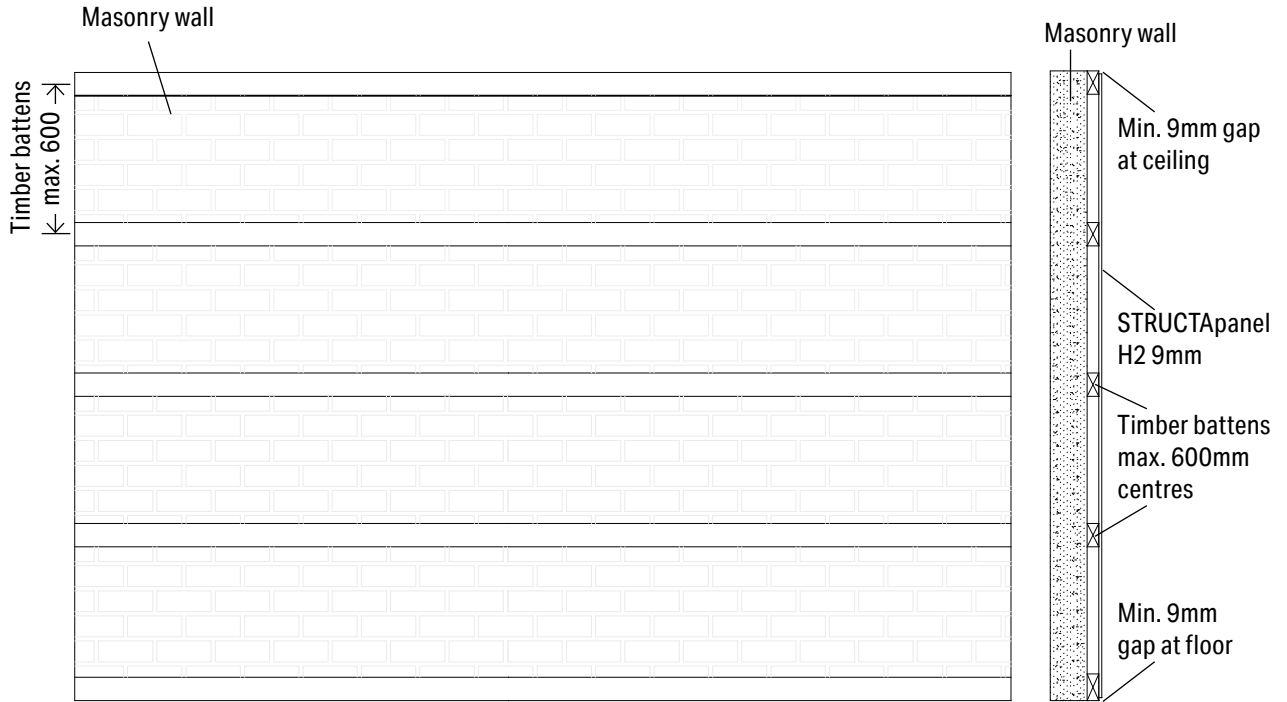 Masonry wall
Timber battens
max. 600
Masonry wall
Min. 9mm gap
at ceiling
STRUCTApanel
H2 9mm
Timber battens
max. 600mm
centres
Min. 9mm
gap at floor